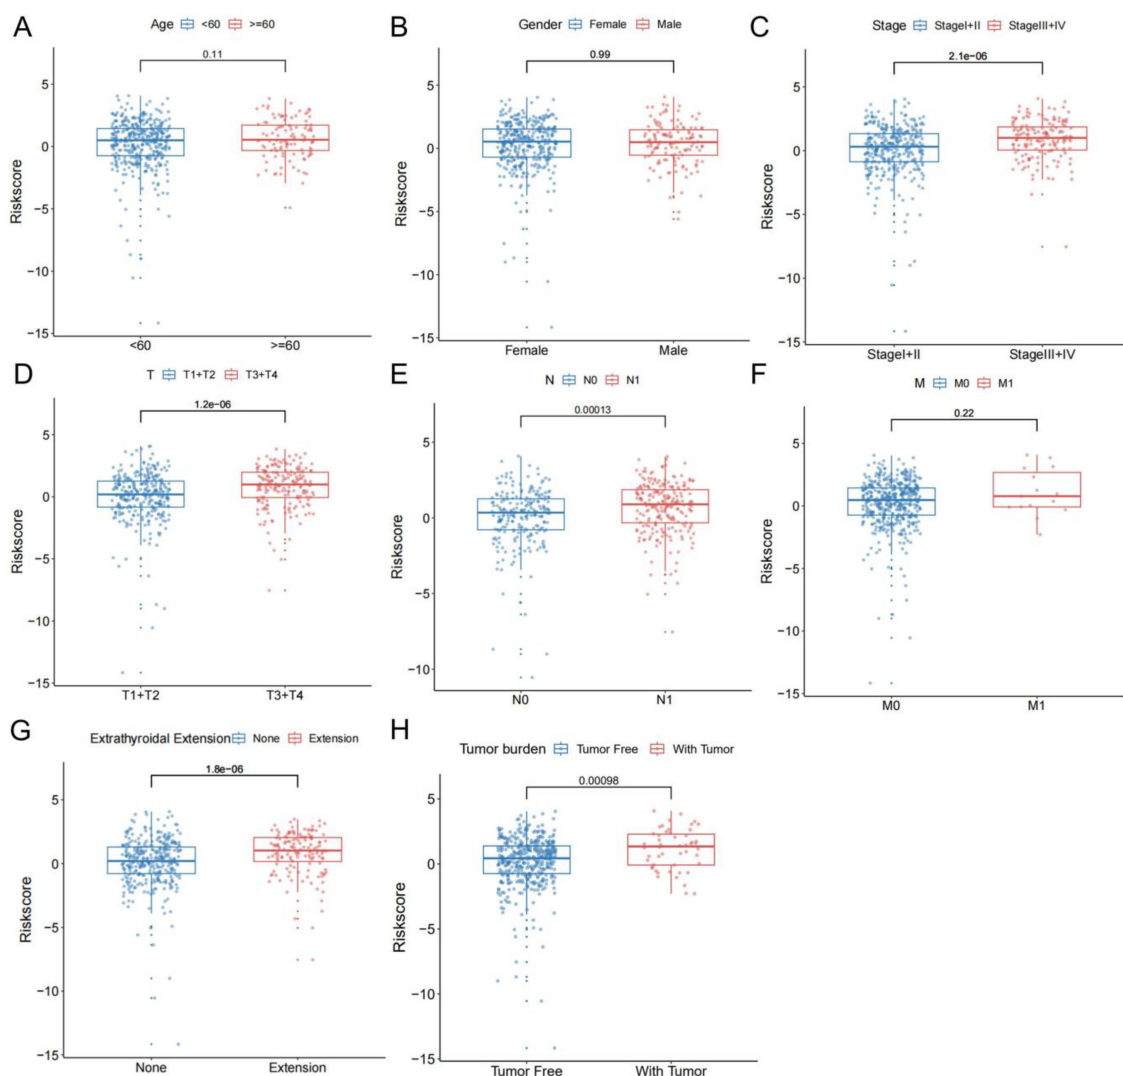 A
Age <60 >=60
0.11
Riskscore
5
0
−5
−10
−15
<60 >=60
B
Gender Female Male
0.99
Riskscore
5
0
−5
−10
−15
Female Male
C
Stage StageI+II StageIII+IV
2.1e−06
Riskscore
5
0
−5
−10
−15
StageI+II StageIII+IV
D
T T1+T2 T3+T4
1.2e−06
Riskscore
5
0
−5
−10
−15
T1+T2 T3+T4
E
N N0 N1
0.00013
Riskscore
5
0
−5
−10
N0 N1
F
M M0 M1
0.22
Riskscore
5
0
−5
−10
−15
M0 M1
G
Extrathyroidal Extension None Extension
1.8e−06
Riskscore
5
0
−5
−10
−15
None Extension
H
Tumor burden Tumor Free With Tumor
0.00098
Riskscore
5
0
−5
−10
−15
Tumor Free With Tumor